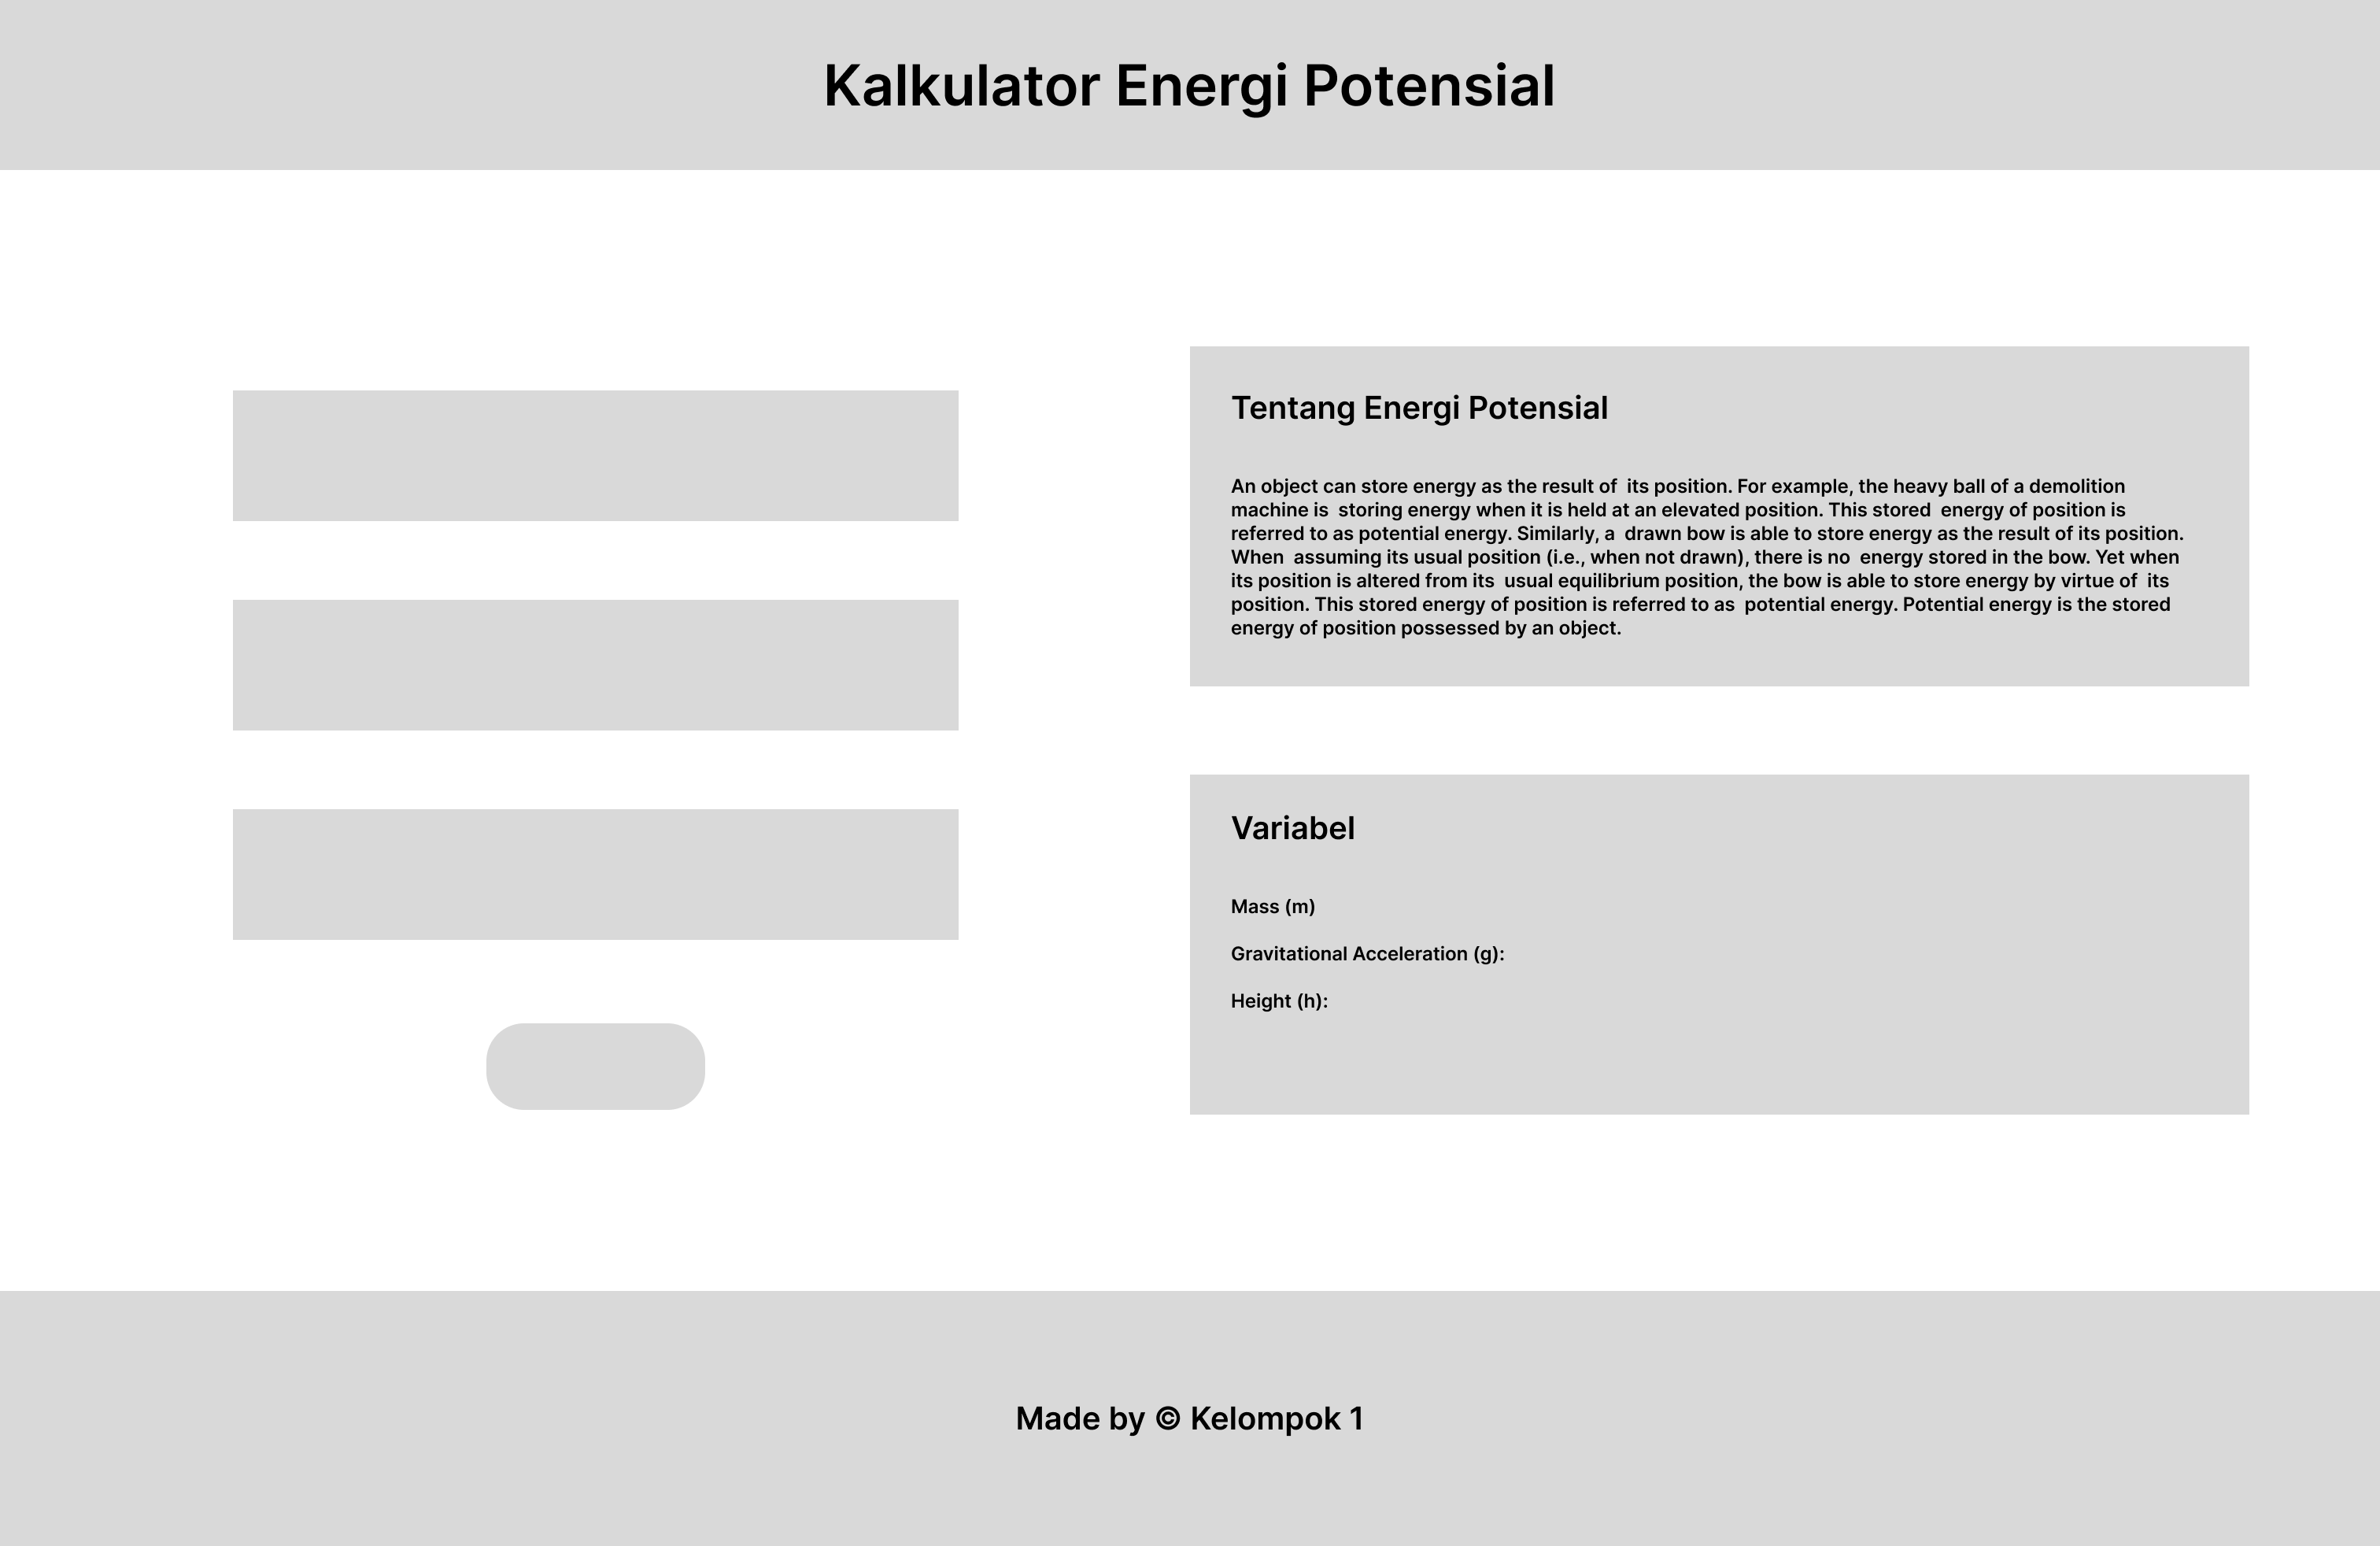 Kalkulator Energi Potensial
Tentang Energi Potensial
An object can store energy as the result of  its position. For example, the heavy ball of a demolition
machine is  storing energy when it is held at an elevated position. This stored  energy of position is
referred to as potential energy. Similarly, a  drawn bow is able to store energy as the result of its position.
When  assuming its usual position (i.e., when not drawn), there is no  energy stored in the bow. Yet when
its position is altered from its  usual equilibrium position, the bow is able to store energy by virtue of  its
position. This stored energy of position is referred to as  potential energy. Potential energy is the stored
energy of position possessed by an object.
Variabel
Mass (m)
Gravitational Acceleration (g):
Height (h):
Made by © Kelompok 1